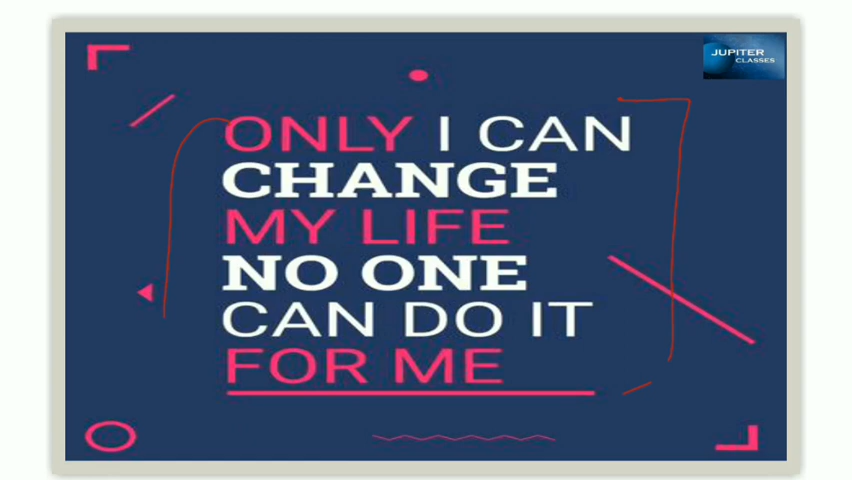 JUPITER
CLASSES
ONLY I CAN
CHANGE
MY LIFE
NO ONE
CAN DO IT
FOR ME